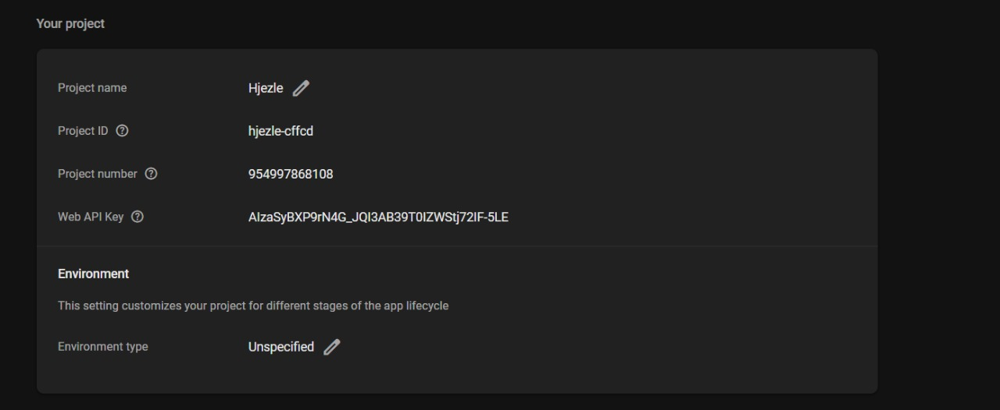 Your project
Project name Hjezle
Project ID hjezle-cffcd
Project number 954997868108
Web API Key AIzaSyBXP9rN4G_JQI3AB39T0IZWStj72IF-5LE
Environment
This setting customizes your project for different stages of the app lifecycle
Environment type Unspecified